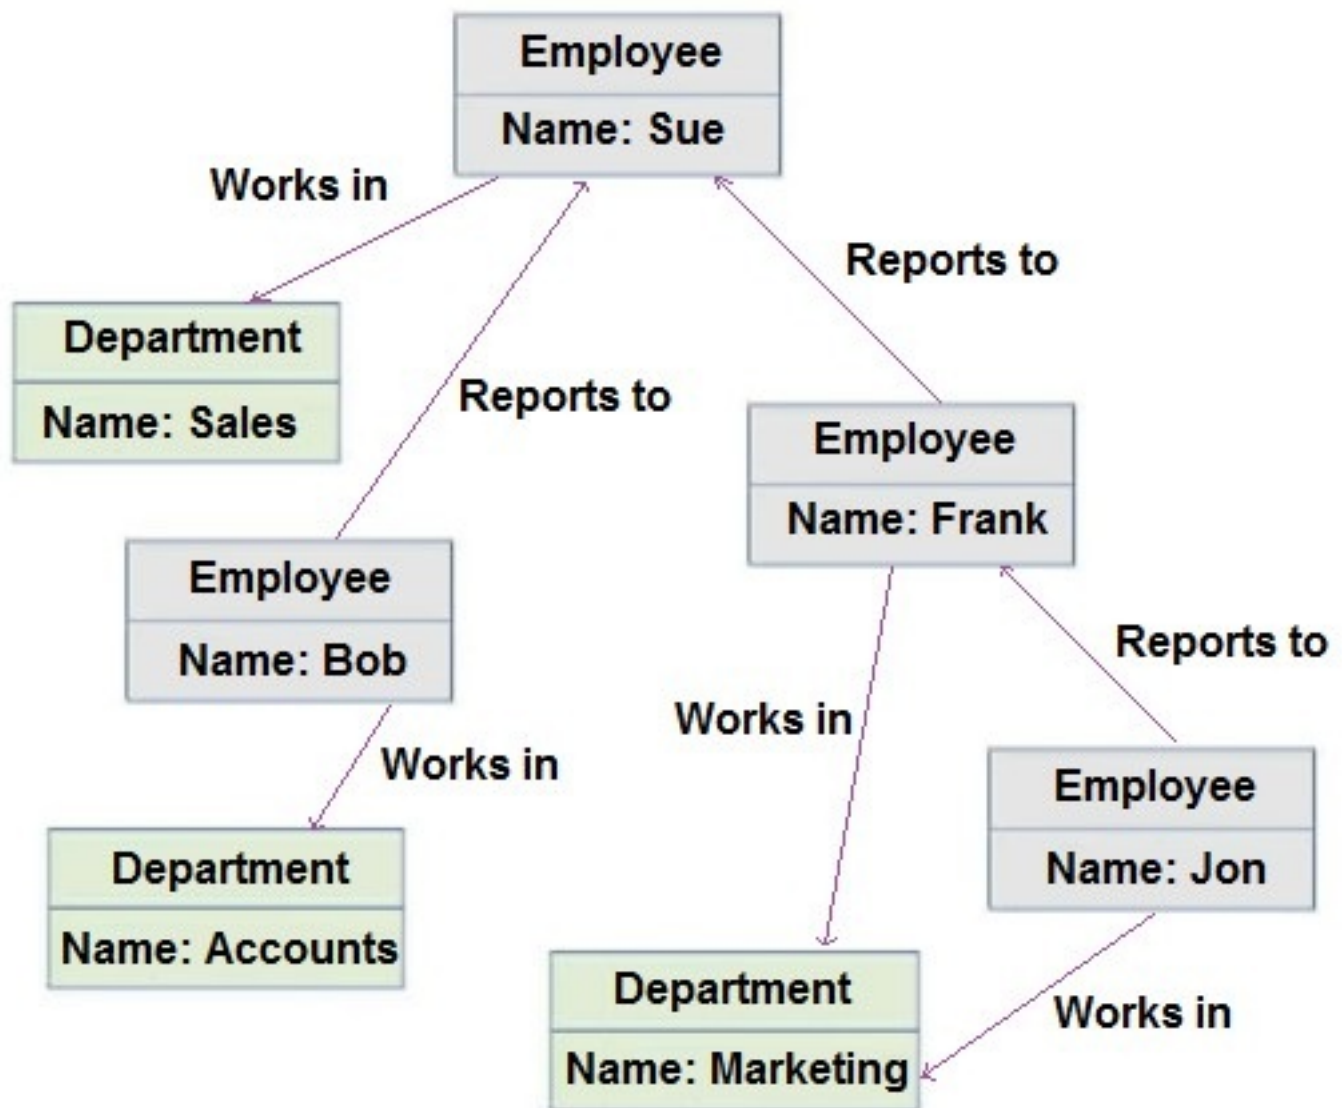 Employee
Name: Sue
Works in
Reports to
Department
Name: Sales
Reports to
Employee
Name: Frank
Employee
Name: Bob
Reports to
Works in
Works in
Employee
Name: Jon
Department
Name: Accounts
Department
Name: Marketing
Works in